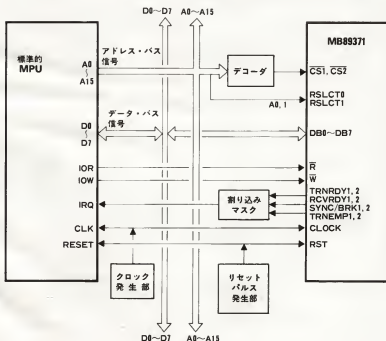 D0～D7 A0～A15
標準的
MPU
アドレス・バス
信号
A0
～
A15
デコーダ
MB89371
CS1, CS2
RSLCT0
RSLCT1
A0, 1
データ・バス
信号
D0
～
D7
DB0～DB7
IOR
R
IOW
W
IRQ
割り込み
マスク
TRNRDY1, 2
RCVRDY1, 2
SYNC/BRK1, 2
TRNEMP1, 2
CLK
CLOCK
RESET
RST
クロック
発生部
リセット
パルス
発生部
D0～D7 A0～A15